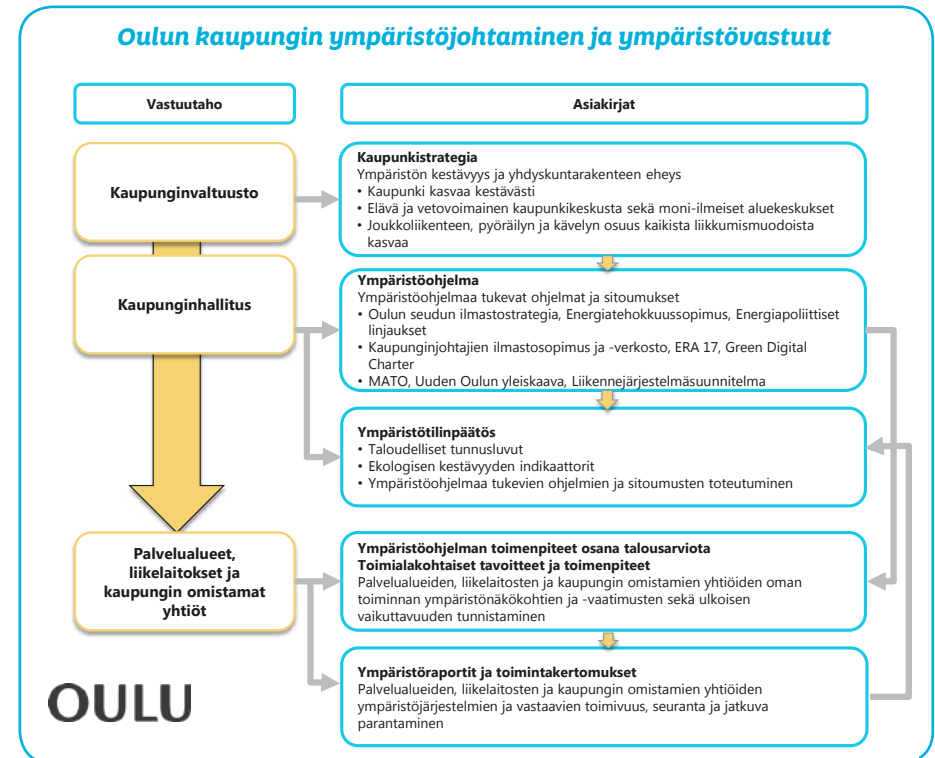 Oulun kaupungin ympäristöjohtaminen ja ympäristövastuut
Vastuutaho
Asiakirjat
Kaupunginvaltuusto
Kaupunkistrategia
Ympäristön kestävyys ja yhdyskuntarakenteen eheys
• Kaupunki kasvaa kestävästi
• Elävä ja vetovoimainen kaupunkikeskusta sekä moni-ilmeiset aluekeskukset
• Joukkoliikenteen, pyöräilyn ja kävelyn osuus kaikista liikkumismuodoista
kasvaa
Kaupunginhallitus
Ympäristöohjelma
Ympäristöohjelmaa tukevat ohjelmat ja sitoumukset
• Oulun seudun ilmastostrategia, Energiatehokkuussopimus, Energiapoliittiset
linjaukset
• Kaupunginjohtajien ilmastosopimus ja -verkosto, ERA 17, Green Digital
Charter
• MATO, Uuden Oulun yleiskaava, Liikennejärjestelmäsuunnitelma
Ympäristötilinpäätös
• Taloudelliset tunnusluvut
• Ekologisen kestävyyden indikaattorit
• Ympäristöohjelmaa tukevien ohjelmien ja sitoumusten toteutuminen
Palvelualueet,
liikelaitokset ja
kaupungin omistamat
yhtiöt
Ympäristöohjelman toimenpiteet osana talousarviota
Toimialakohtaiset tavoitteet ja toimenpiteet
Palvelualueiden, liikelaitosten ja kaupungin omistamien yhtiöiden oman
toiminnan ympäristönäkökohtien ja -vaatimusten sekä ulkoisen
vaikuttavuuden tunnistaminen
Ympäristöraportit ja toimintakertomukset
Palvelualueiden, liikelaitosten ja kaupungin omistamien yhtiöiden
ympäristöjärjestelmien ja vastaavien toimivuus, seuranta ja jatkuva
parantaminen
OULU